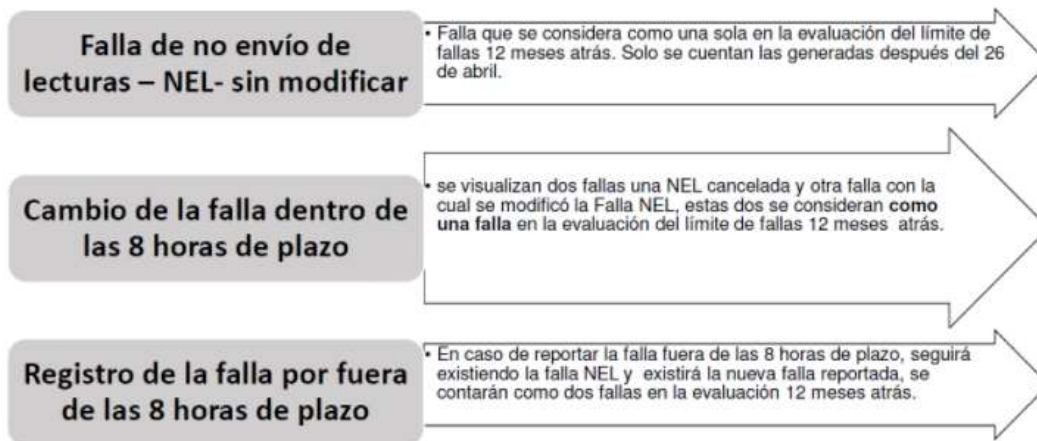 Falla de no envío de
lecturas – NEL- sin modificar
• Falla que se considera como una sola en la evaluación del límite de
fallas 12 meses atrás. Solo se cuentan las generadas después del 26
de abril.
Cambio de la falla dentro de
las 8 horas de plazo
• se visualizan dos fallas una NEL cancelada y otra falla con la
cual se modificó la Falla NEL, estas dos se consideran como
una falla en la evaluación del límite de fallas 12 meses atrás.
Registro de la falla por fuera
de las 8 horas de plazo
• En caso de reportar la falla fuera de las 8 horas de plazo, seguirá
existiendo la falla NEL y existirá la nueva falla reportada, se
contarán como dos fallas en la evaluación 12 meses atrás.